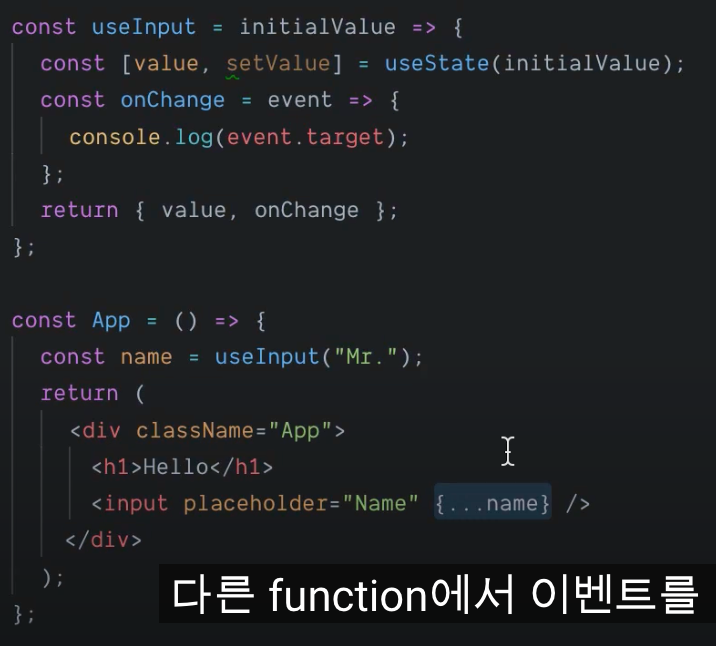 const useInput = initialValue => {
const [value, setValue] = useState(initialValue);
const onChange = event => {
console.log(event.target);
};
return { value, onChange };
};
const App = () => {
const name = useInput("Mr.");
return (
<div className="App">
<h1>Hello</h1>
<input placeholder="Name" {...name} />
</div>
);
};
다른 function에서 이벤트를